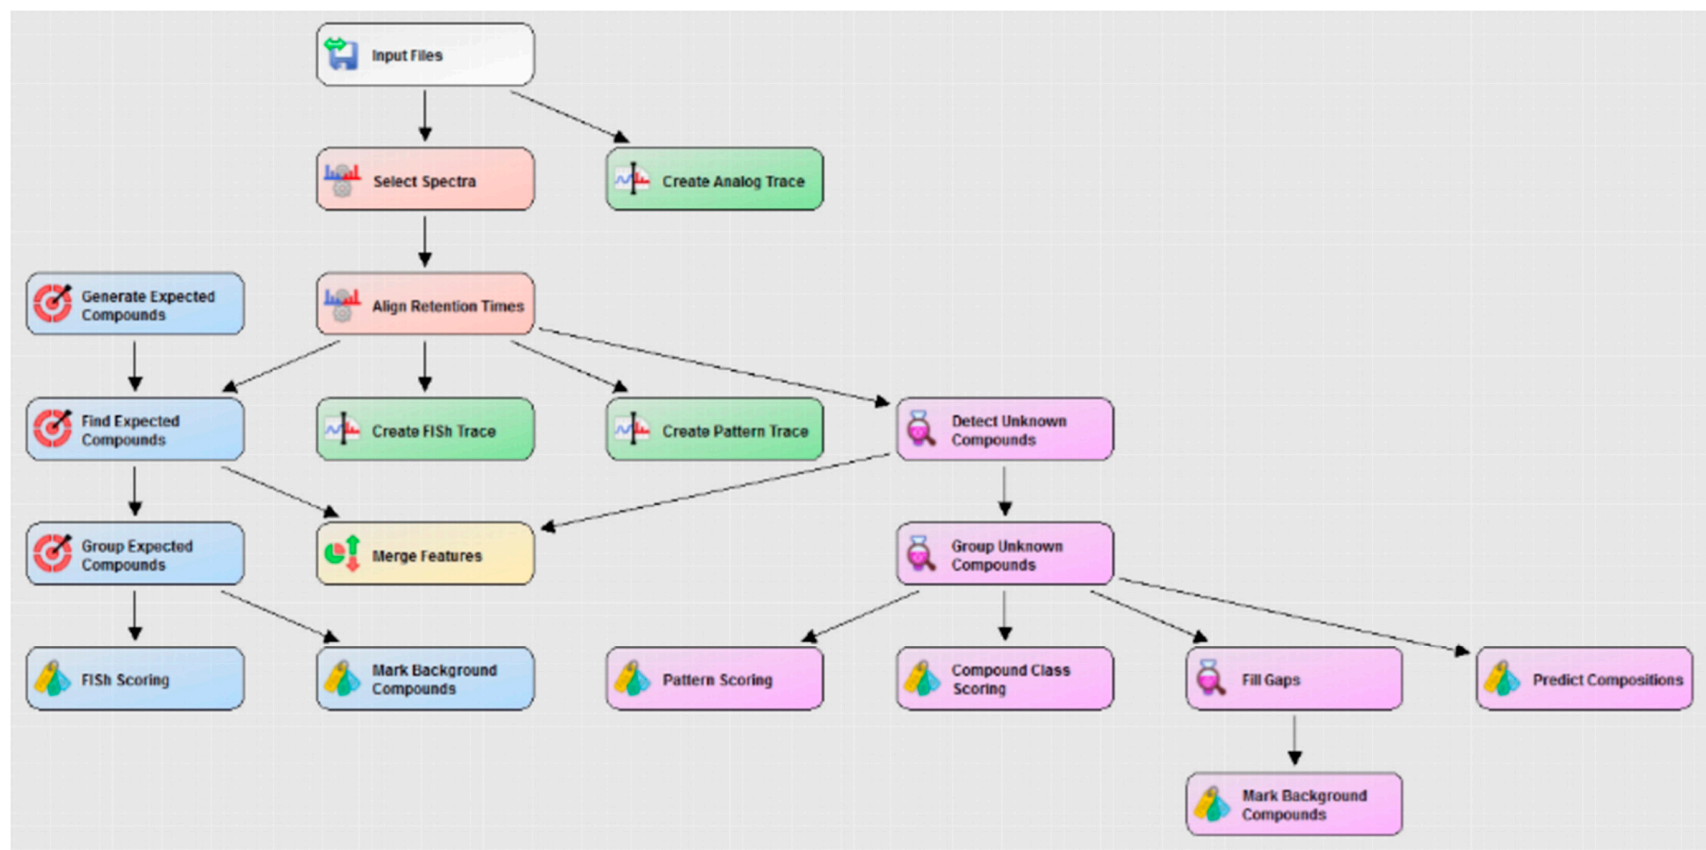 Input Files
Select Spectra
Create Analog Trace
Generate Expected
Compounds
Align Retention Times
Find Expected
Compounds
Create FISh Trace
Create Pattern Trace
Detect Unknown
Compounds
Group Expected
Compounds
Merge Features
Group Unknown
Compounds
FISh Scoring
Mark Background
Compounds
Pattern Scoring
Compound Class
Scoring
Fill Gaps
Predict Compositions
Mark Background
Compounds